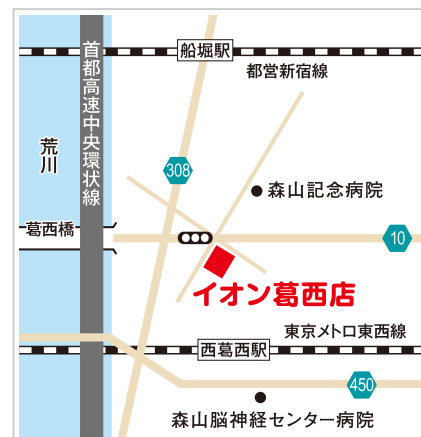 船堀駅
都営新宿線
首都高速中央環状線
荒川
308
森山記念病院
葛西橋
10
イオン葛西店
東京メトロ東西線
西葛西駅
450
森山脳神経センター病院